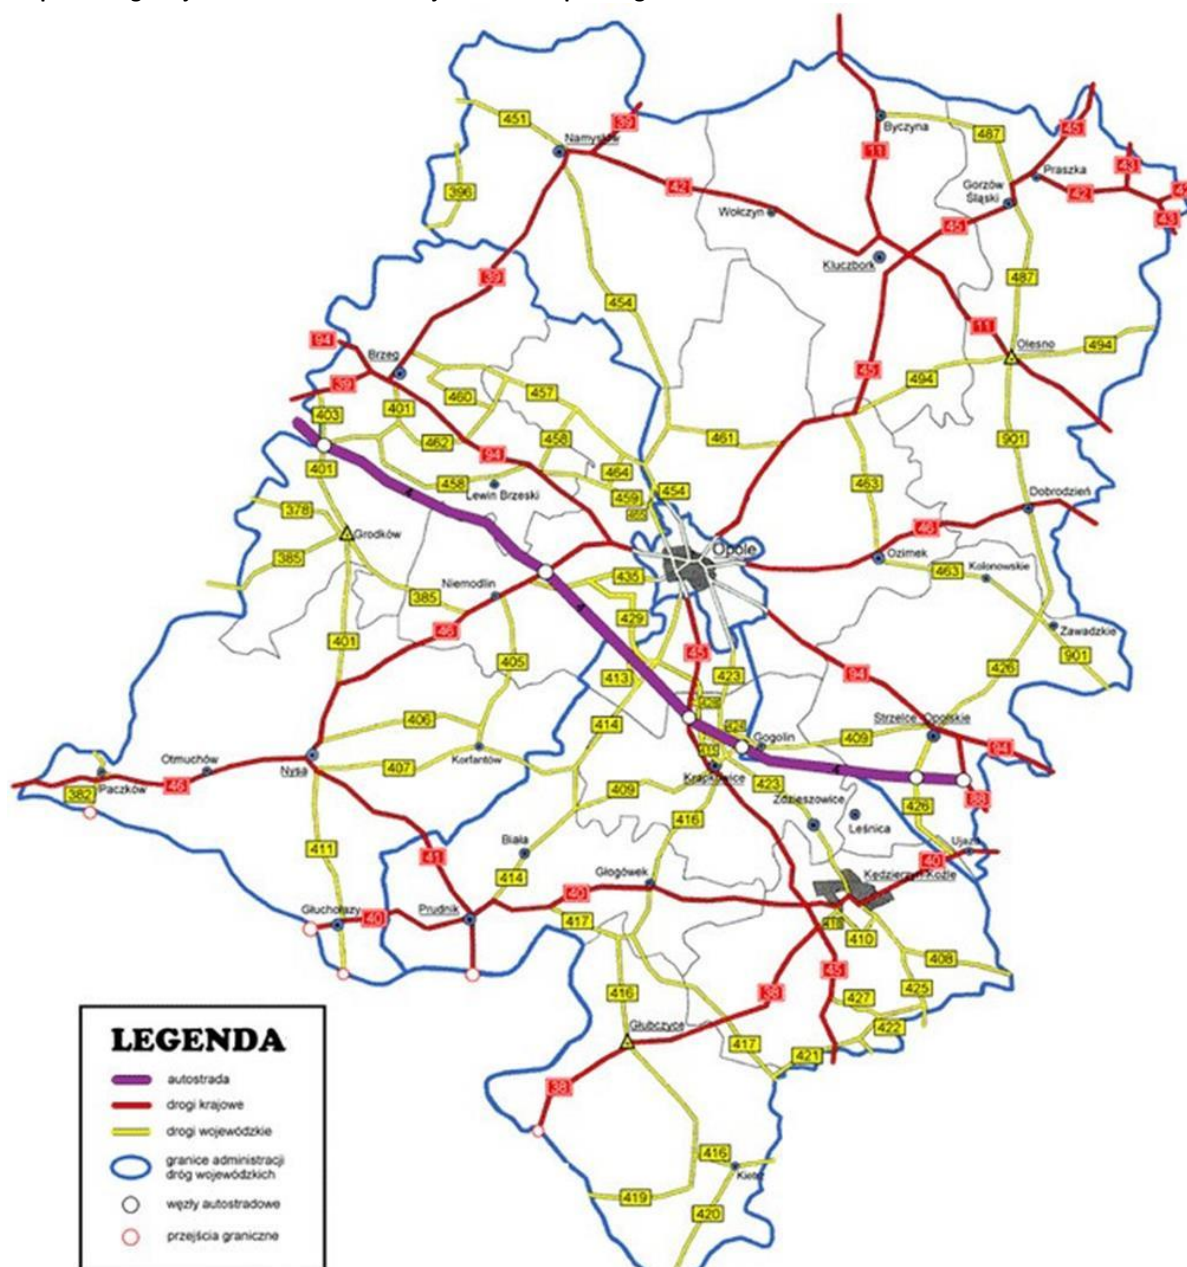 451
39
Namysłów
396
42
Wołczyn
11
Byczyna
487
45
Praszka
43
Gorzów
Śląski
42
43
45
Kluczbork
39
454
487
11
94
Brzeg
39
45
Olesno
494
494
403
401
460
457
462
458
461
901
94
401
458
Lewin Brzeski
464
459
454
463
Dobrodzień
4
378
Grodków
465
46
Opole
385
Ozimek
463
Kolonowskie
Niemodlin
435
385
4
429
46
401
405
Zawadzkie
901
45
426
413
423
94
406
414
Strzelce Opolskie
409
94
Gogolin
Otmuchów
Nysa
407
Korfantów
Krapkowice
4
46
Paczków
382
409
423
88
Zdzieszowice
426
416
Leśnica
411
Biała
Ujazd
41
40
Głogówek
Kędzierzyn-Koźle
414
40
Głuchołazy
40
Prudnik
417
410
408
45
425
416
38
427
Głubczyce
422
417
421
38
416
Kietrz
419
420
LEGENDA
autostrada
drogi krajowe
drogi wojewódzkie
granice administracji
dróg wojewódzkich
węzły autostradowe
przejścia graniczne